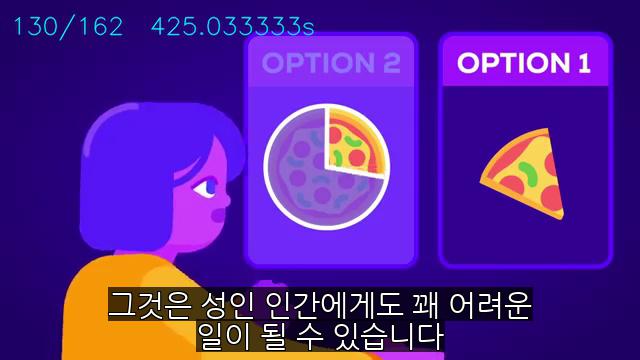 130/162 425.033333s
OPTION 2
OPTION 1
그것은 성인 인간에게도 꽤 어려운
일이 될 수 있습니다